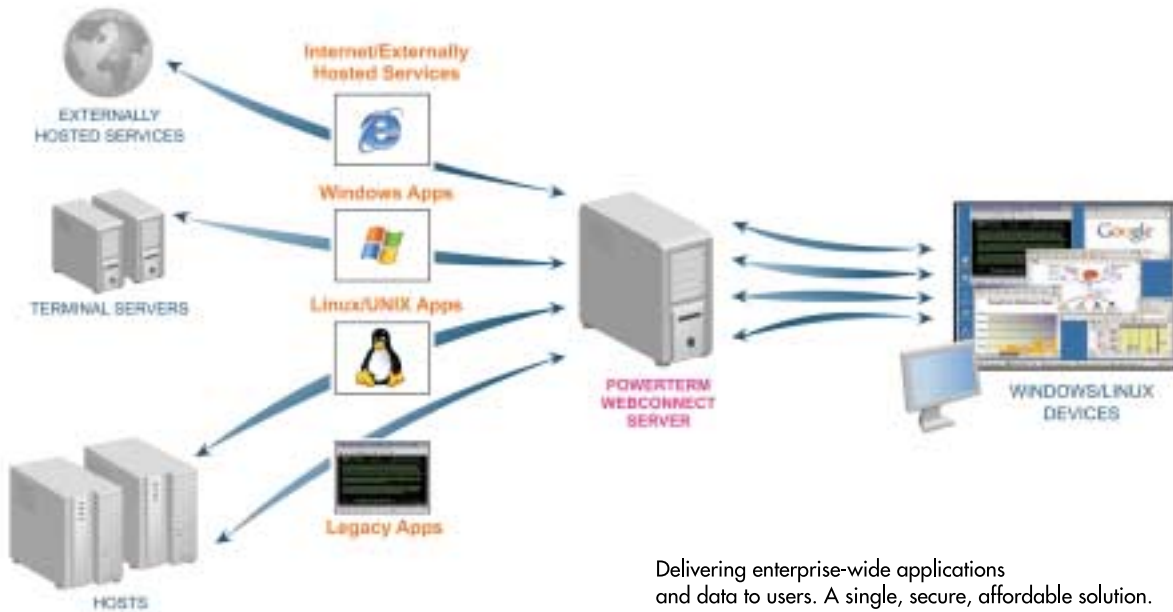 Internet/Externally
Hosted Services
EXTERNALLY
HOSTED SERVICES
Windows Apps
TERMINAL SERVERS
Linux/UNIX Apps
Google
POWERTERM
WEBCONNECT
SERVER
WINDOWS/LINUX
DEVICES
Legacy Apps
HOSTS
Delivering enterprise-wide applications
and data to users. A single, secure, affordable solution.